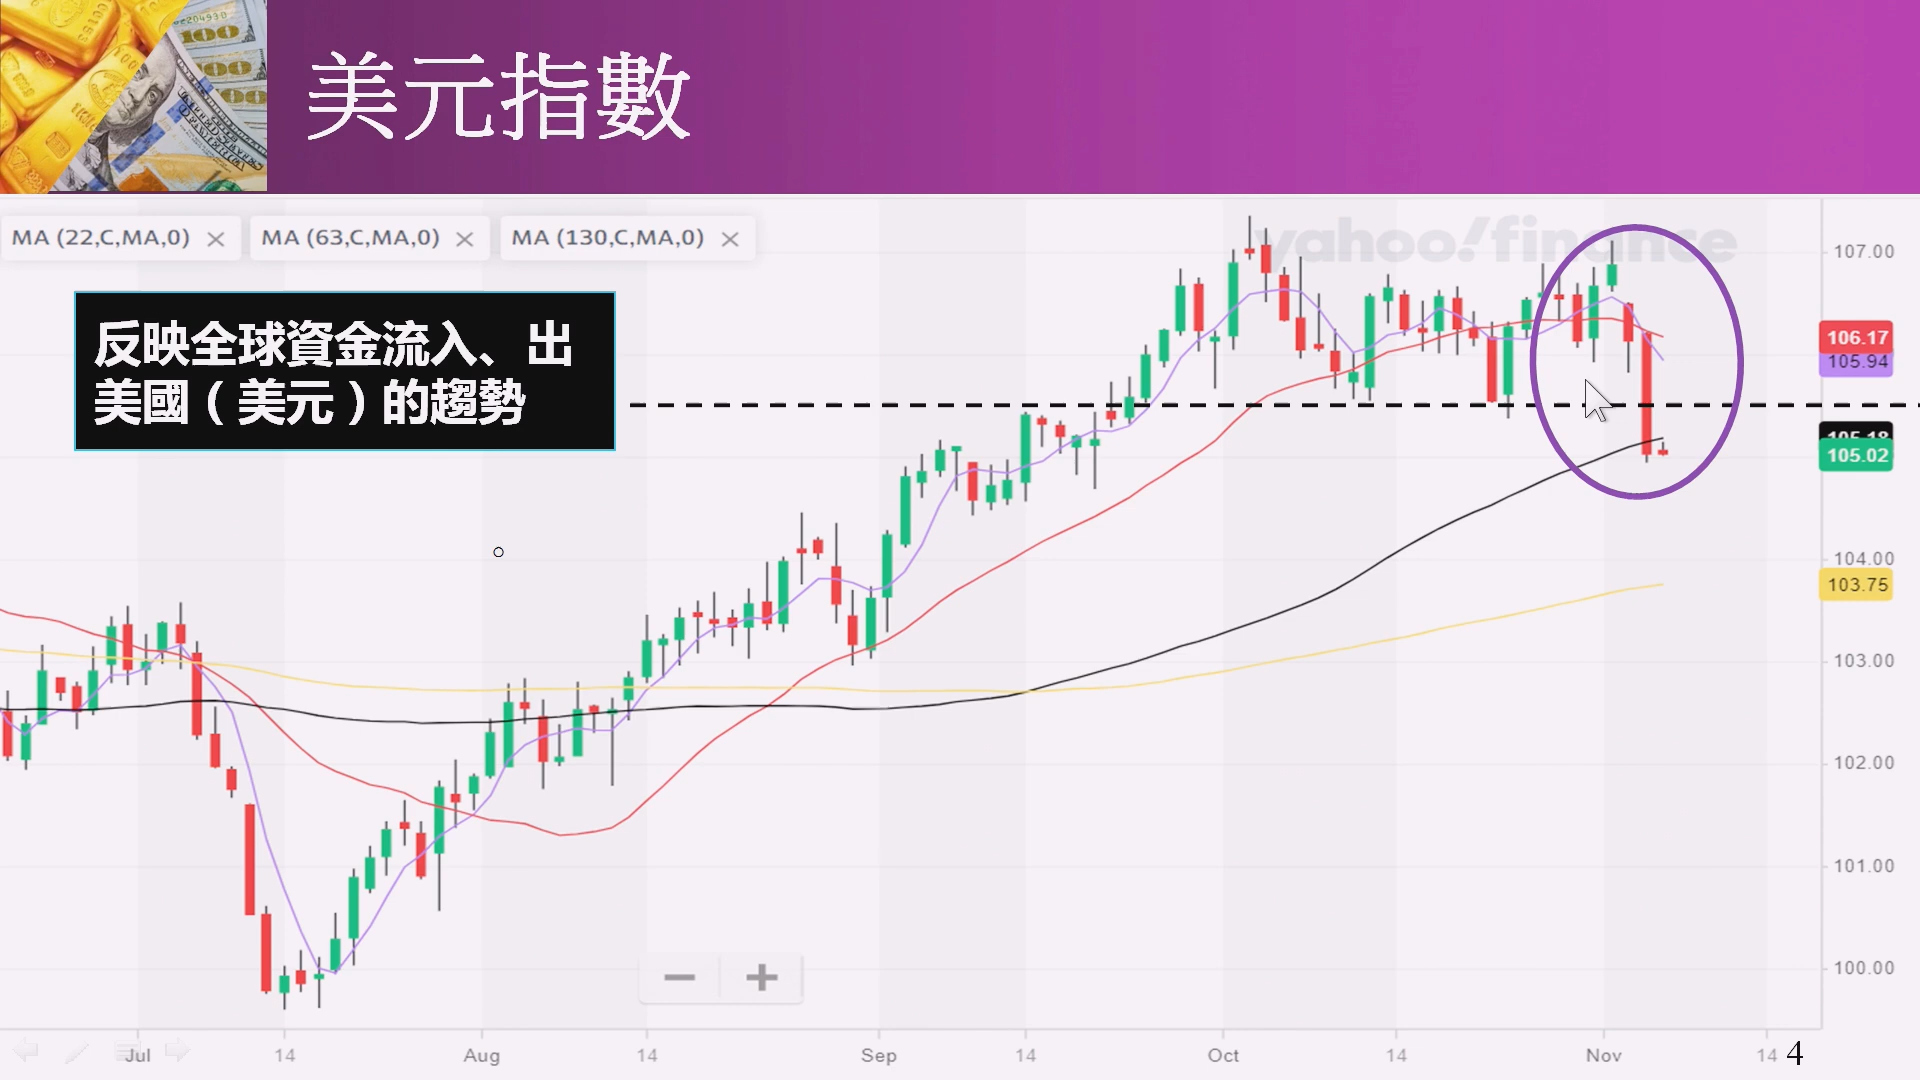 美元指數
yahoo!finance
MA (22,C,MA,0)
MA (63,C,MA,0)
MA (130,C,MA,0)
反映全球資金流入、出
美國（美元）的趨勢
107.00
106.17
105.94
105.18
105.02
104.00
103.75
103.00
102.00
101.00
100.00
Jul
14
Aug
14
Sep
14
Oct
14
Nov
14
4